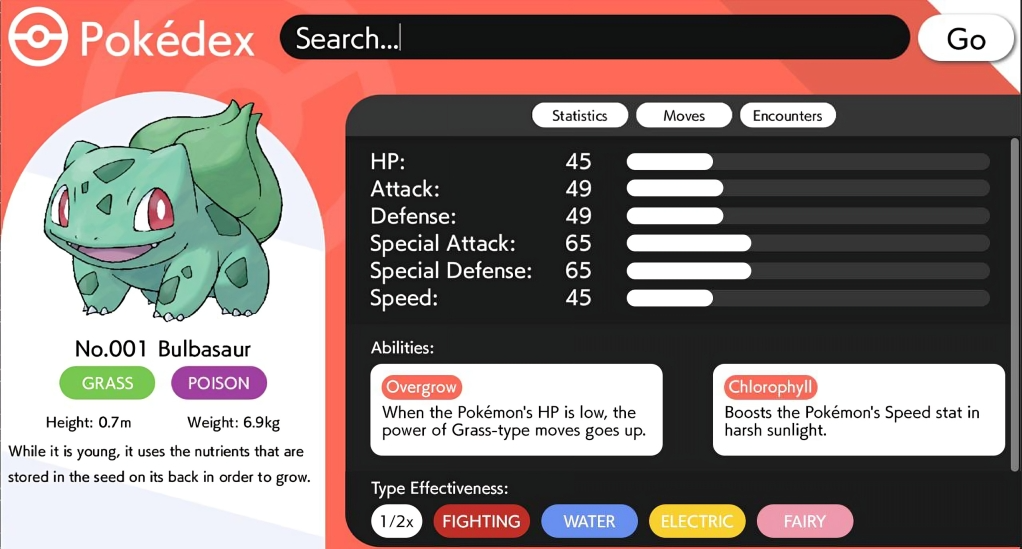 Pokédex
Search...
Go
No.001 Bulbasaur
GRASS POISON
Height: 0.7m Weight: 6.9kg
While it is young, it uses the nutrients that are
stored in the seed on its back in order to grow.
Statistics Moves Encounters
HP: 45
Attack: 49
Defense: 49
Special Attack: 65
Special Defense: 65
Speed: 45
Abilities:
Overgrow
When the Pokémon's HP is low, the
power of Grass-type moves goes up.
Chlorophyll
Boosts the Pokémon's Speed stat in
harsh sunlight.
Type Effectiveness:
1/2x FIGHTING WATER ELECTRIC FAIRY